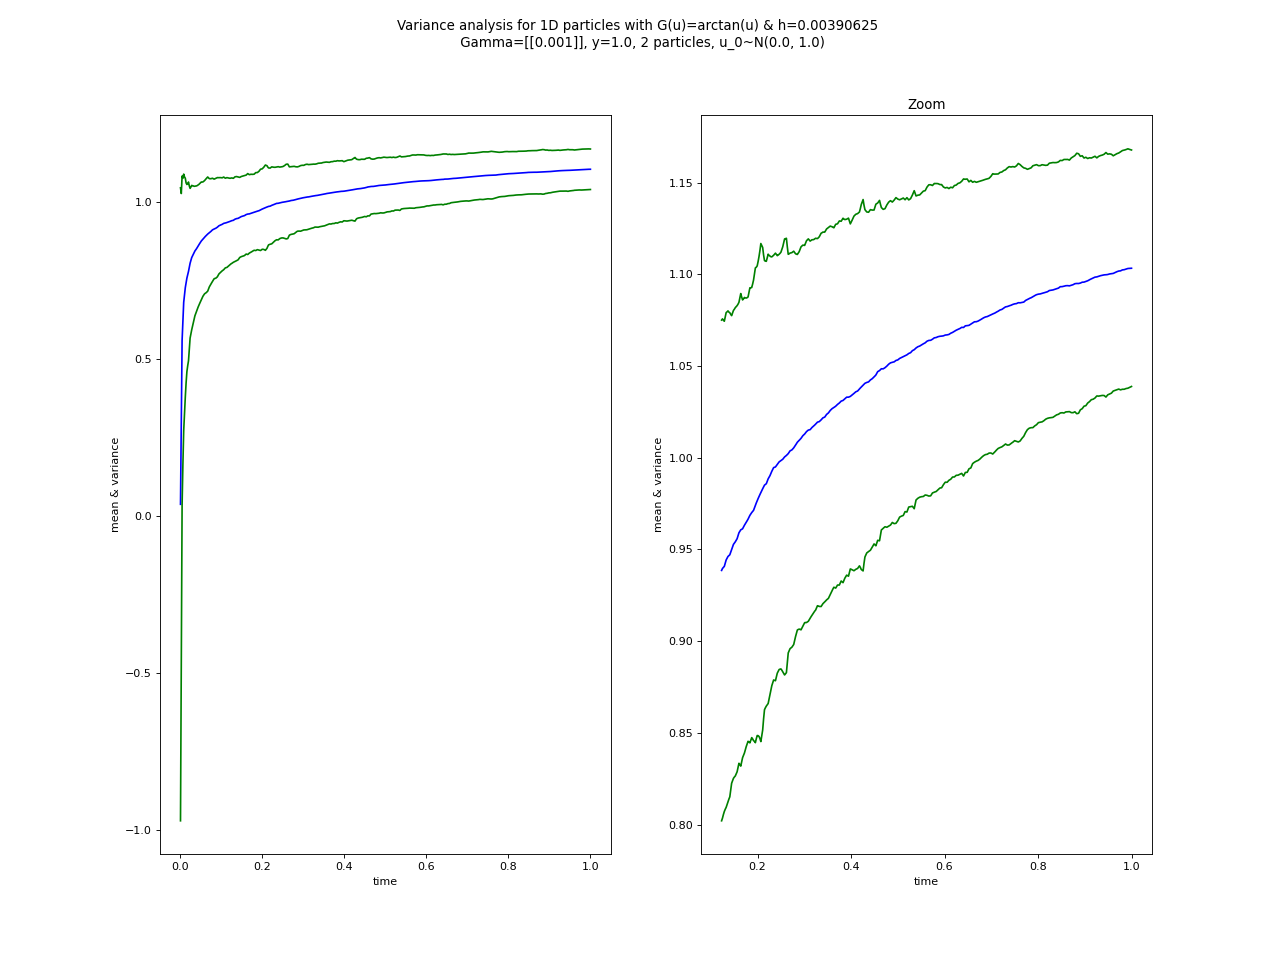 Variance analysis for 1D particles with G(u)=arctan(u) & h=0.00390625
Gamma=[[0.001]], y=1.0, 2 particles, u_0~N(0.0, 1.0)
mean & variance
1.0
0.5
0.0
−0.5
−1.0
0.0 0.2 0.4 0.6 0.8 1.0
time
Zoom
mean & variance
1.15
1.10
1.05
1.00
0.95
0.90
0.85
0.80
0.2 0.4 0.6 0.8 1.0
time